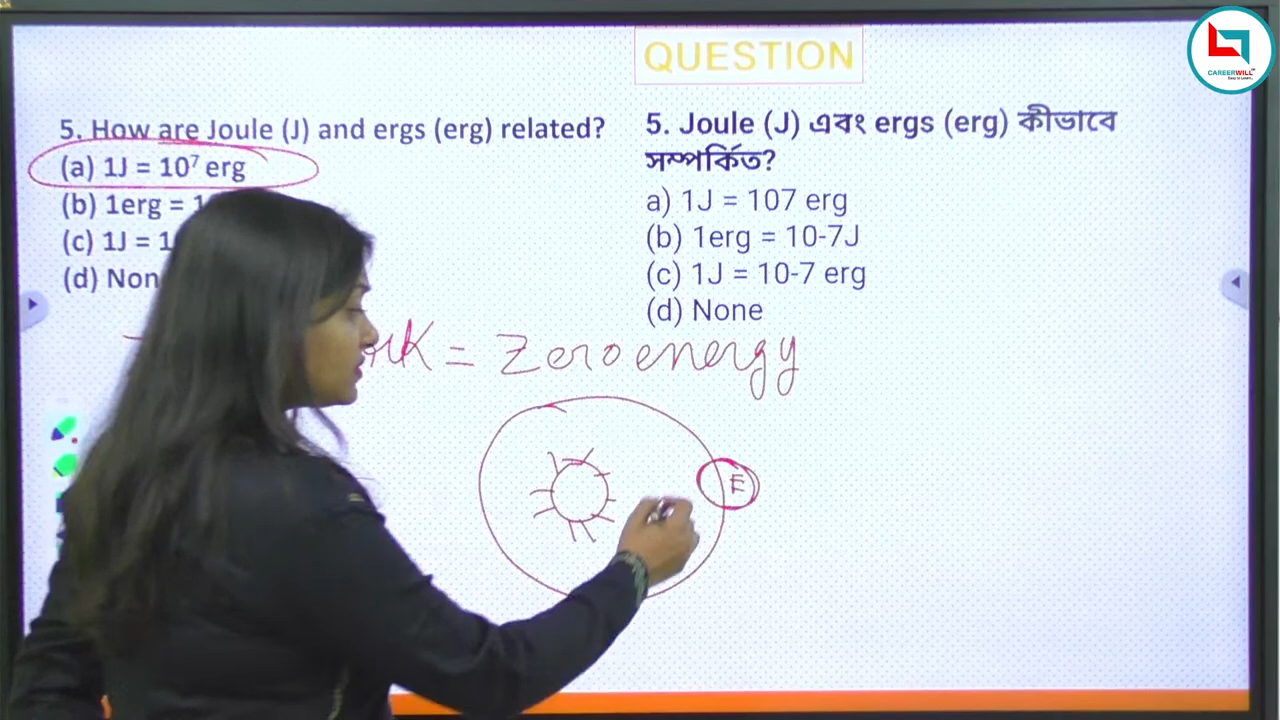 QUESTION
CAREERWILL
5. How are Joule (J) and ergs (erg) related?
(a) 1J = 10⁷ erg
(b) 1erg = 1
(c) 1J = 1
(d) Non
5. Joule (J) এবং ergs (erg) কীভাবে
সম্পর্কিত?
a) 1J = 107 erg
(b) 1erg = 10-7J
(c) 1J = 10-7 erg
(d) None
= Zero energy
E